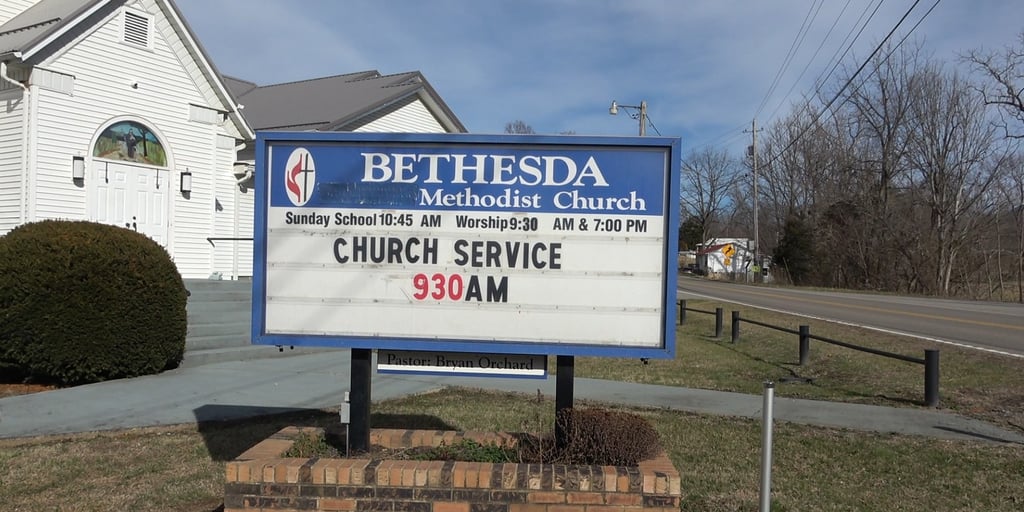 BETHESDA
Methodist Church
Sunday School 10:45 AM Worship 9:30 AM & 7:00 PM
CHURCH SERVICE
930AM
Pastor: Bryan Orchard